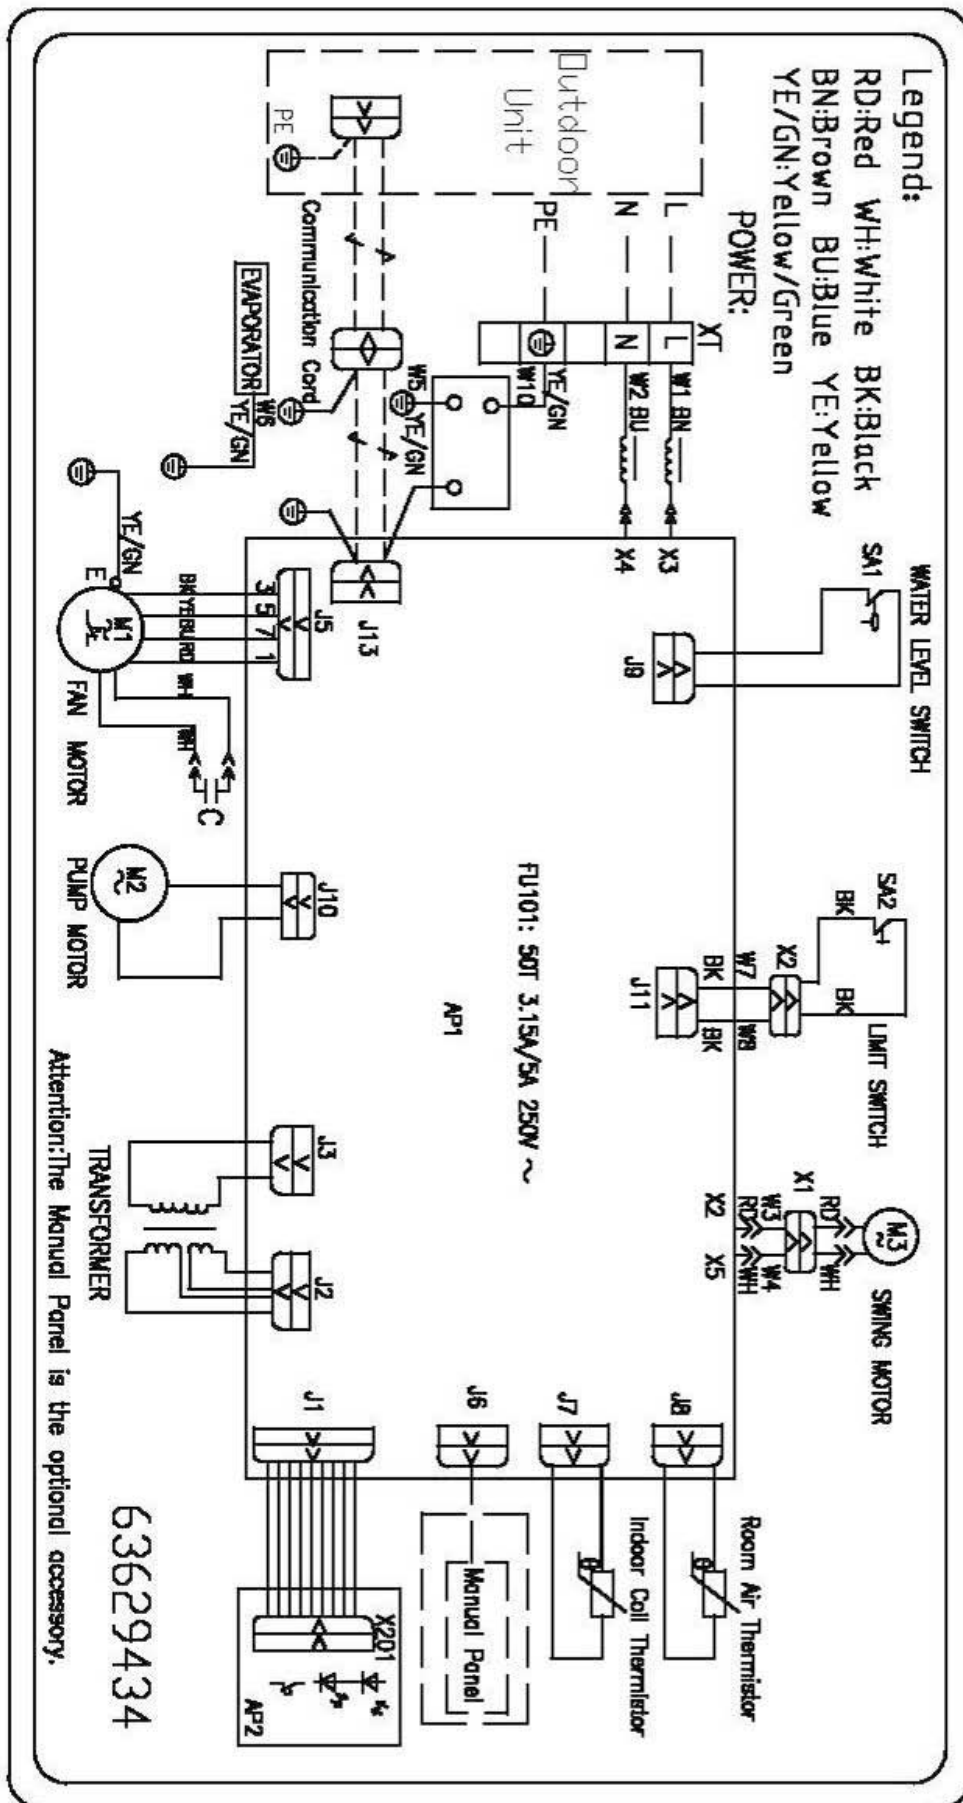 Legend:
RD:Red WH:White BK:Black
BN:Brown BU:Blue YE:Yellow
YE/GN:Yellow/Green
POWER:
WATER LEVEL SWITCH
SA1
SA2
BK
BK
LIMIT SWITCH
M3
~
SWING MOTOR
RD
WH
X1
X2
W7
W8
BK
BK
W3
W4
RD
WH
X2
X5
J9
J11
J8
Room Air Thermistor
J7
Indoor Coil Thermistor
J6
Manual Panel
Outdoor
Unit
L
N
PE
XT
L
N
W1 BN
W2 BU
YE/GN
W10
X3
X4
FU101: 50T 3.15A/5A 250V ~
AP1
PE
Communication Cord
W5
YE/GN
EVAPORATOR
W6
YE/GN
J13
J5
3 5 7 1
J10
J3
J2
J1
X201
AP2
YE/GN
E
BK YE BU RD WH
WH
M1
~
C
FAN MOTOR
M2
~
PUMP MOTOR
TRANSFORMER
63629434
Attention:The Manual Panel is the optional accessory.